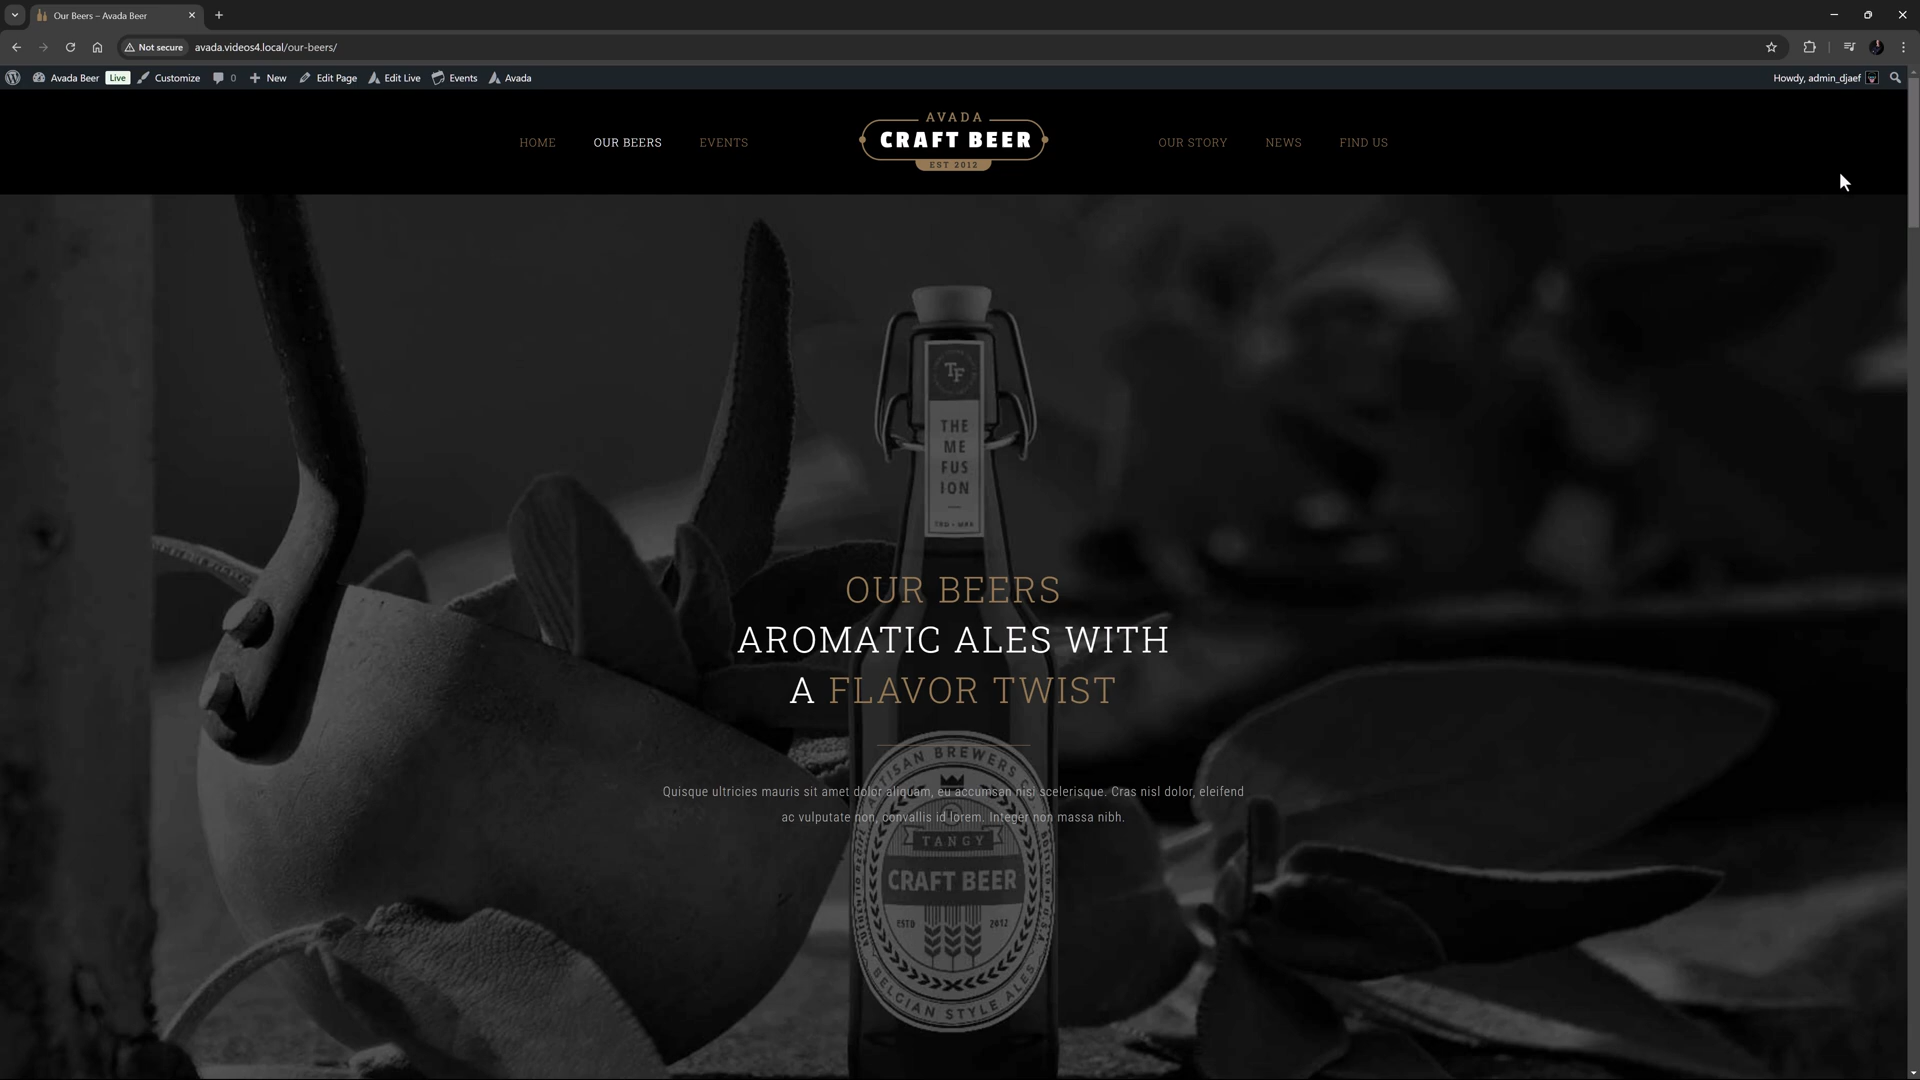 Our Beers – Avada Beer
Not secure
avada.videos4.local/our-beers/
Avada Beer
Live
Customize
0
New
Edit Page
Edit Live
Events
Avada
Howdy, admin_djaef
HOME
OUR BEERS
EVENTS
AVADA
CRAFT BEER
EST 2012
OUR STORY
NEWS
FIND US
TF
THE
ME
FUS
ION
OUR BEERS
AROMATIC ALES WITH
A FLAVOR TWIST
Quisque ultricies mauris sit amet dolor aliquam, eu accumsan nisi scelerisque. Cras nisl dolor, eleifend
ac vulputate non, convallis id lorem. Integer non massa nibh.
TANGY
CRAFT BEER
ESTD
2012
BELGIAN STYLE ALES